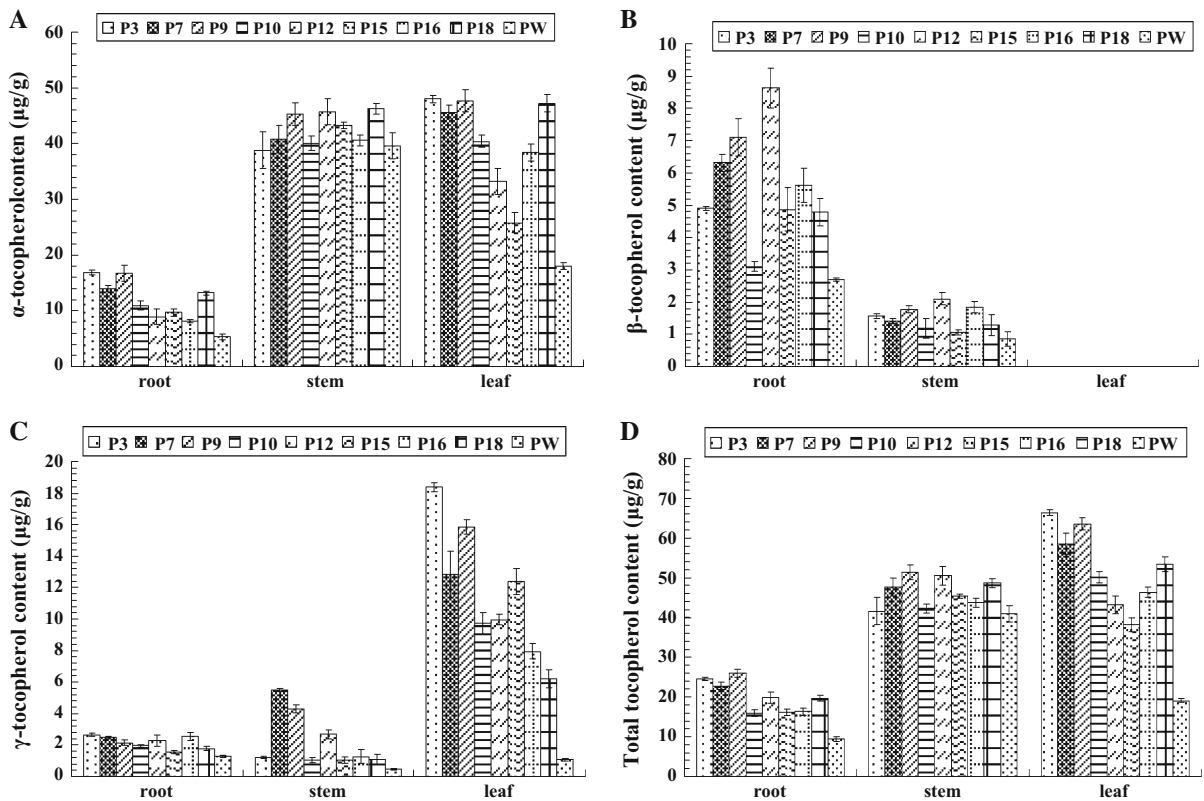 A
P3 P7 P9 P10 P12 P15 P16 P18 PW
α-tocopherolconten (μg/g)
60
50
40
30
20
10
0
root stem leaf
B
P3 P7 P9 P10 P12 P15 P16 P18 PW
β-tocopherol content (μg/g)
10
9
8
7
6
5
4
3
2
1
0
root stem leaf
C
P3 P7 P9 P10 P12 P15 P16 P18 PW
γ-tocopherol content (μg/g)
20
18
16
14
12
10
8
6
4
2
0
root stem leaf
D
P3 P7 P9 P10 P12 P15 P16 P18 PW
Total tocopherol content (μg/g)
80
70
60
50
40
30
20
10
0
root stem leaf